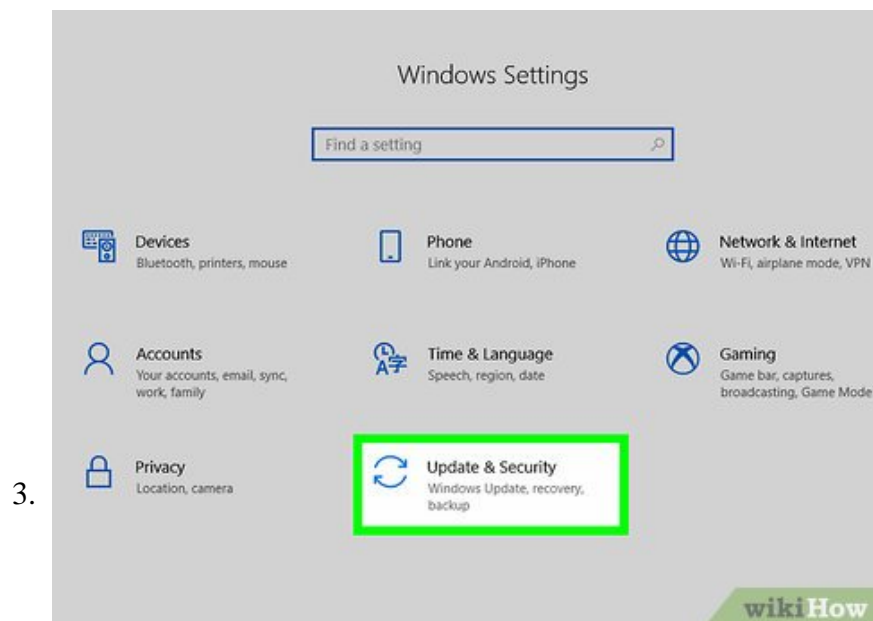 Windows Settings
Find a setting
Devices
Bluetooth, printers, mouse
Phone
Link your Android, iPhone
Network & Internet
Wi-Fi, airplane mode, VPN
Accounts
Your accounts, email, sync,
work, family
Time & Language
Speech, region, date
Gaming
Game bar, captures,
broadcasting, Game Mode
Privacy
Location, camera
Update & Security
Windows Update, recovery,
backup
3.
wikiHow